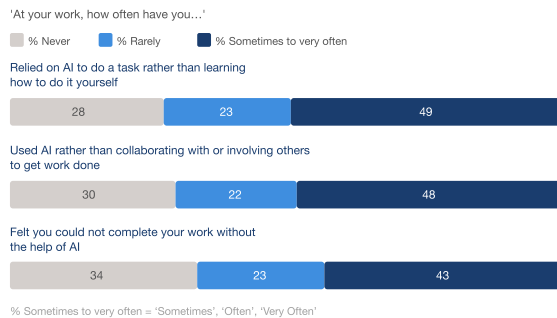 'At your work, how often have you…'
% Never % Rarely % Sometimes to very often
Relied on AI to do a task rather than learning
how to do it yourself
28 23 49
Used AI rather than collaborating with or involving others
to get work done
30 22 48
Felt you could not complete your work without
the help of AI
34 23 43
% Sometimes to very often = 'Sometimes', 'Often', 'Very Often'